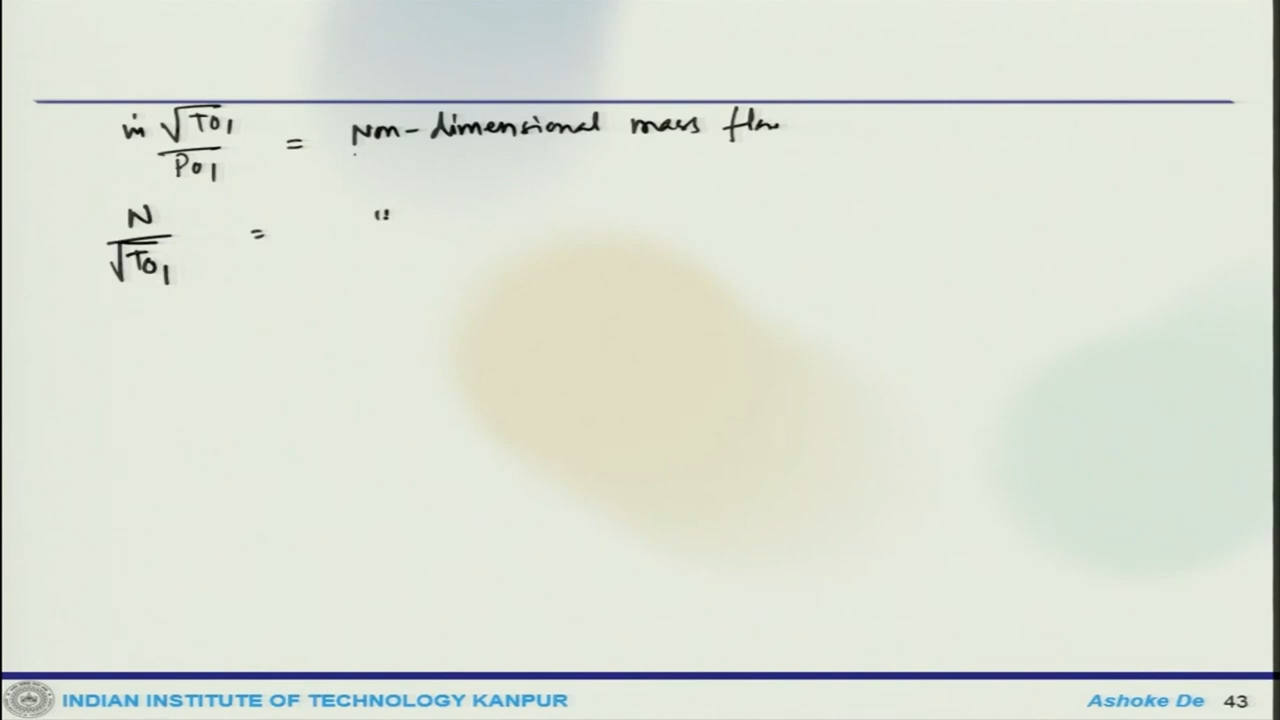 ṁ √T01 / P01 = Non-dimensional mass flow
N / √T01 = "
INDIAN INSTITUTE OF TECHNOLOGY KANPUR
Ashoke De 43